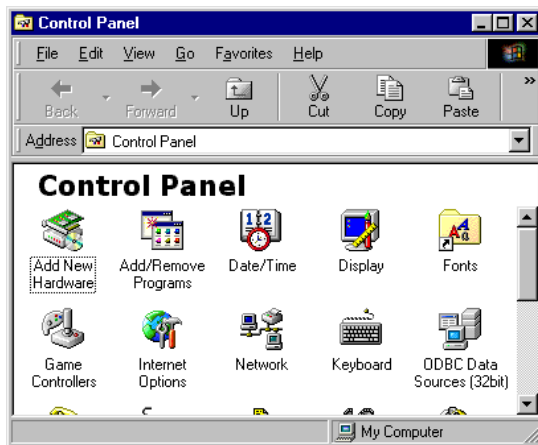 Control Panel
File Edit View Go Favorites Help
Back Forward Up Cut Copy Paste »
Address Control Panel
Control Panel
Add New Hardware
Add/Remove Programs
Date/Time
Display
Fonts
Game Controllers
Internet Options
Network
Keyboard
ODBC Data Sources (32bit)
My Computer